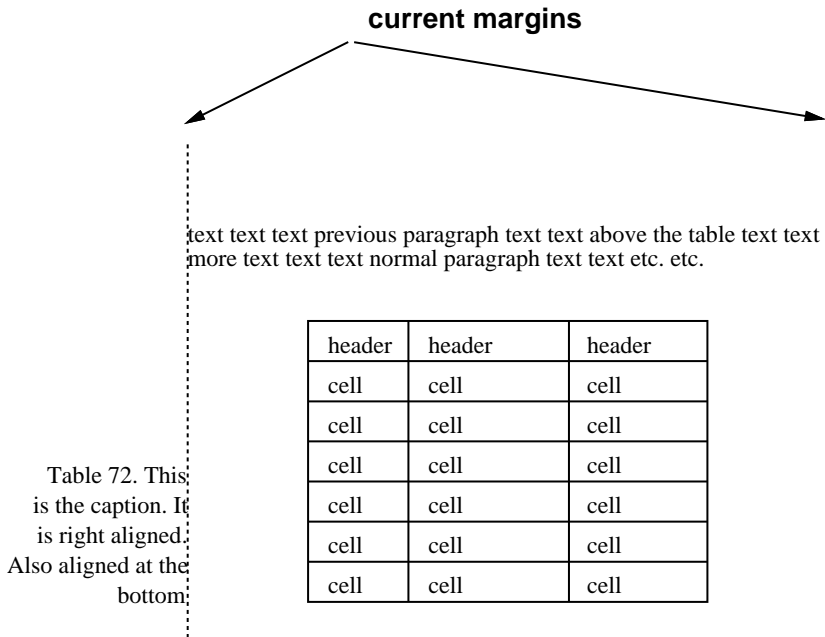 current margins
text text text previous paragraph text text above the table text text
more text text text normal paragraph text text etc. etc.
header header header
cell cell cell
cell cell cell
cell cell cell
cell cell cell
cell cell cell
cell cell cell
Table 72. This
is the caption. It
is right aligned.
Also aligned at the
bottom